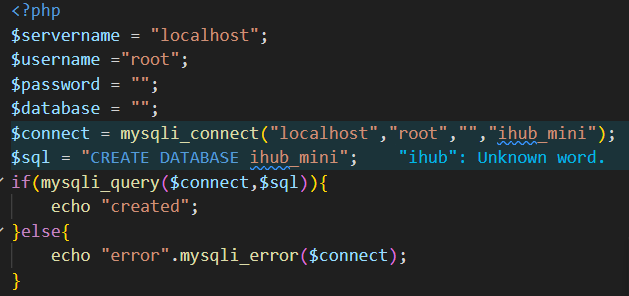 <?php
$servername = "localhost";
$username ="root";
$password = "";
$database = "";
$connect = mysqli_connect("localhost","root","","ihub_mini");
$sql = "CREATE DATABASE ihub_mini";    "ihub": Unknown word.
if(mysqli_query($connect,$sql)){
    echo "created";
}else{
    echo "error".mysqli_error($connect);
}